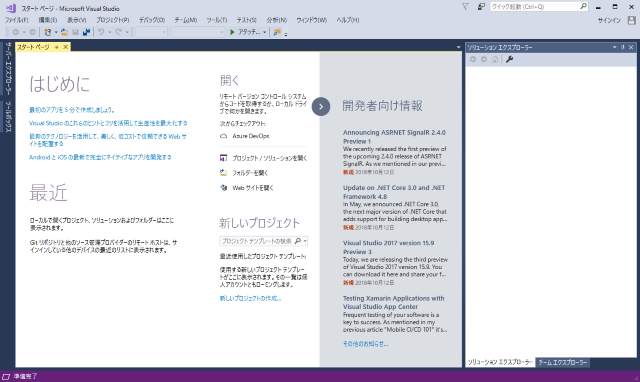 スタート ページ - Microsoft Visual Studio
クイック起動 (Ctrl+Q)
ファイル(F) 編集(E) 表示(V) プロジェクト(P) デバッグ(D) チーム(M) ツール(T) テスト(S) 分析(N) ウィンドウ(W) ヘルプ(H)
サインイン
アタッチ...
サーバー エクスプローラー
ツールボックス
スタート ページ
はじめに
最初のアプリを 5 分で作成しましょう。
Visual Studio のこれらのヒントとコツを活用して生産性を最大化する
最新のテクノロジーを活用して、美しく、低コストで信頼できる Web サ
イトを配置する
Android と iOS の最新で完全にネイティブなアプリを開発する
最近
ローカルで開くプロジェクト、ソリューションおよびフォルダーはここに
表示されます。
Git リポジトリと他のソース管理プロバイダーのリモート ホストは、サ
インインしている他のデバイスの最近のリストに表示されます。
開く
リモート バージョン コントロール システム
からコードを取得するか、ローカル ドライ
ブで何かを開きます。
次からチェックアウト:
Azure DevOps
プロジェクト / ソリューションを開く
フォルダーを開く
Web サイトを開く
新しいプロジェクト
プロジェクト テンプレートの検索
最近使用したプロジェクト テンプレート:
使用する新しいプロジェクト テンプレー
トがここに表示されます。その一覧は個
人アカウントともローミングします。
新しいプロジェクトの作成...
開発者向け情報
Announcing ASP.NET SignalR 2.4.0
Preview 1
We recently released the first preview of
the upcoming 2.4.0 release of ASP.NET
SignalR. As we mentioned in our previ...
新規 2018年10月12日
Update on .NET Core 3.0 and .NET
Framework 4.8
In May, we announced .NET Core 3.0,
the next major version of .NET Core that
adds support for building desktop app...
新規 2018年10月12日
Visual Studio 2017 version 15.9
Preview 3
Today, we are releasing the third preview
of Visual Studio 2017 version 15.9. You
can download it here and share your f...
新規 2018年10月12日
Testing Xamarin Applications with
Visual Studio App Center
Frequent testing of your software is a
key to success. As mentioned in my
previous article "Mobile CI/CD 101" it's...
その他のお知らせ...
ソリューション エクスプローラー
ソリューション エクスプローラー チーム エクスプローラー
準備完了